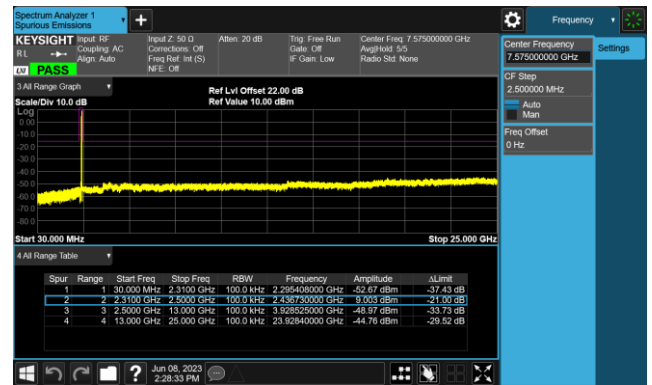 Spectrum Analyzer 1
Spurious Emissions
Frequency
KEYSIGHT
Input: RF
Input Z: 50 Ω
Atten: 20 dB
Trig: Free Run
Center Freq: 7.575000000 GHz
RL
Coupling: AC
Corrections: Off
Gate: Off
Avg|Hold: 5/5
Align: Auto
Freq Ref: Int (S)
IF Gain: Low
Radio Std: None
NFE: Off
LXI PASS
Center Frequency
7.575000000 GHz
Settings
CF Step
2.500000 MHz
Auto
Man
Freq Offset
0 Hz
3 All Range Graph
Ref Lvl Offset 22.00 dB
Scale/Div 10.0 dB
Ref Value 10.00 dBm
Log
0.00
-10.0
-20.0
-30.0
-40.0
-50.0
-60.0
-70.0
-80.0
Start 30.000 MHz
Stop 25.000 GHz
4 All Range Table
Spur Range Start Freq Stop Freq RBW Frequency Amplitude ΔLimit
1 1 30.000 MHz 2.3100 GHz 100.0 kHz 2.295408000 GHz -52.67 dBm -37.43 dB
2 2 2.3100 GHz 2.5000 GHz 100.0 kHz 2.436730000 GHz 9.003 dBm -21.00 dB
3 3 2.5000 GHz 13.000 GHz 100.0 kHz 3.928525000 GHz -48.97 dBm -33.73 dB
4 4 13.000 GHz 25.000 GHz 100.0 kHz 23.92840000 GHz -44.76 dBm -29.52 dB
Jun 08, 2023
2:28:33 PM